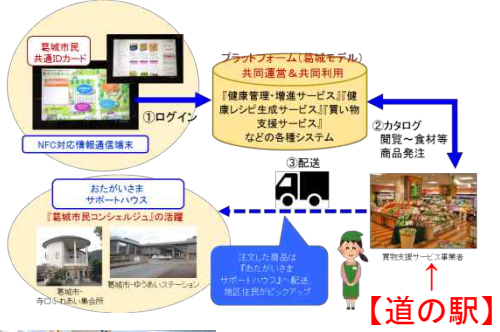 葛城市民
共通IDカード
①ログイン
NFC対応情報通信端末
プラットフォーム(葛城モデル)
共同運営&共同利用
『健康管理・増進サービス』『健
康レシピ生成サービス』『買い物
支援サービス』
などの各種システム
②カタログ
閲覧~食材等
商品発注
③配送
おたがいさま
サポートハウス
『葛城市民コンシェルジュ』の活躍
葛城市-
寺口ふれあい集会所
葛城市-ゆうあいステーション
注文した商品は
『おたがいさま
サポートハウス』へ配送、
地区住民がピックアップ
買物支援サービス事業者
【道の駅】